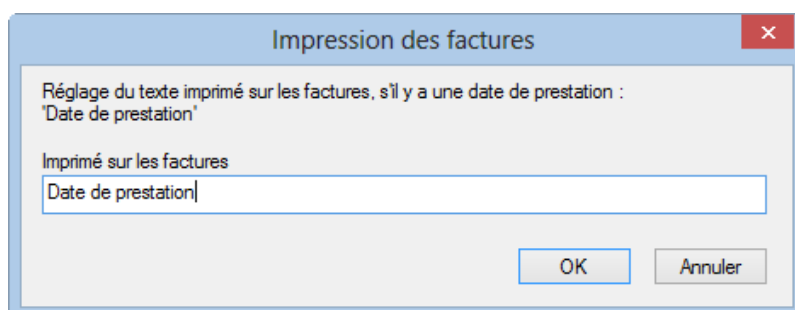 Impression des factures
Réglage du texte imprimé sur les factures, s'il y a une date de prestation :
'Date de prestation'
Imprimé sur les factures
Date de prestation
OK
Annuler